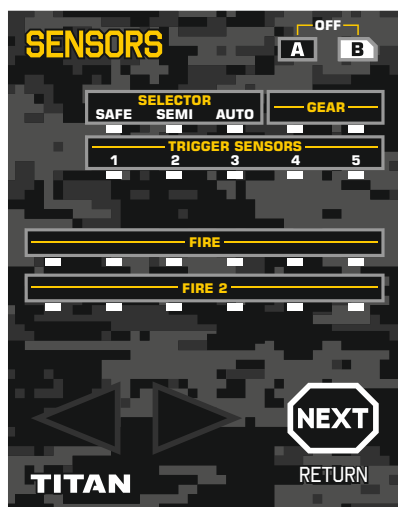 SENSORS
OFF
A B
SELECTOR
SAFE SEMI AUTO
GEAR
TRIGGER SENSORS
1 2 3 4 5
FIRE
FIRE 2
NEXT
RETURN
TITAN